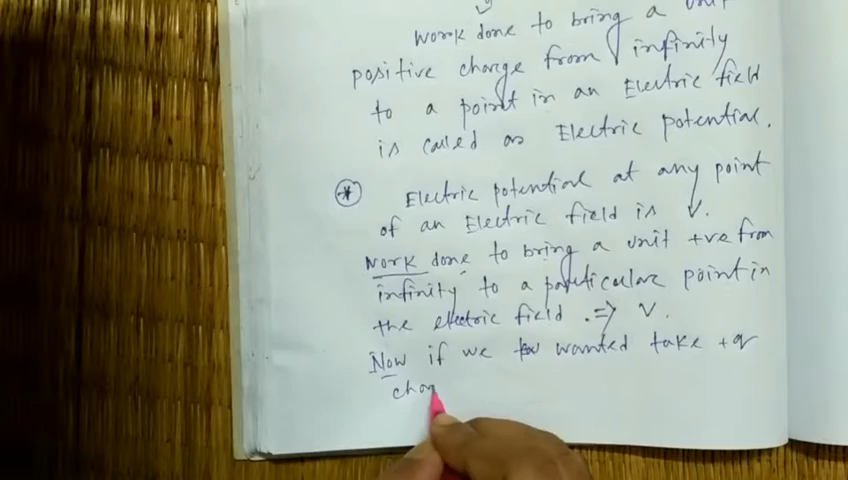 work done to bring a unit
positive charge from infinity
to a point in an Electric field
is called as Electric potential.
* Electric potential at any point
of an Electric field is V.
Work done to bring a unit +ve from
infinity to a particular point in
the electric field . => V.
Now if we wanted take +q
char